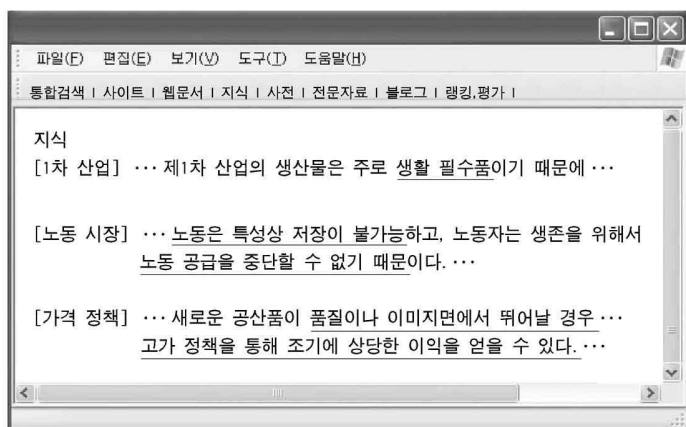 파일(F) 편집(E) 보기(V) 도구(T) 도움말(H)
통합검색 | 사이트 | 웹문서 | 지식 | 사전 | 전문자료 | 블로그 | 랭킹,평가 |
지식
[1차 산업] … 제1차 산업의 생산물은 주로 생활 필수품이기 때문에 …
[노동 시장] … 노동은 특성상 저장이 불가능하고, 노동자는 생존을 위해서
노동 공급을 중단할 수 없기 때문이다. …
[가격 정책] … 새로운 공산품이 품질이나 이미지면에서 뛰어날 경우 …
고가 정책을 통해 조기에 상당한 이익을 얻을 수 있다. …